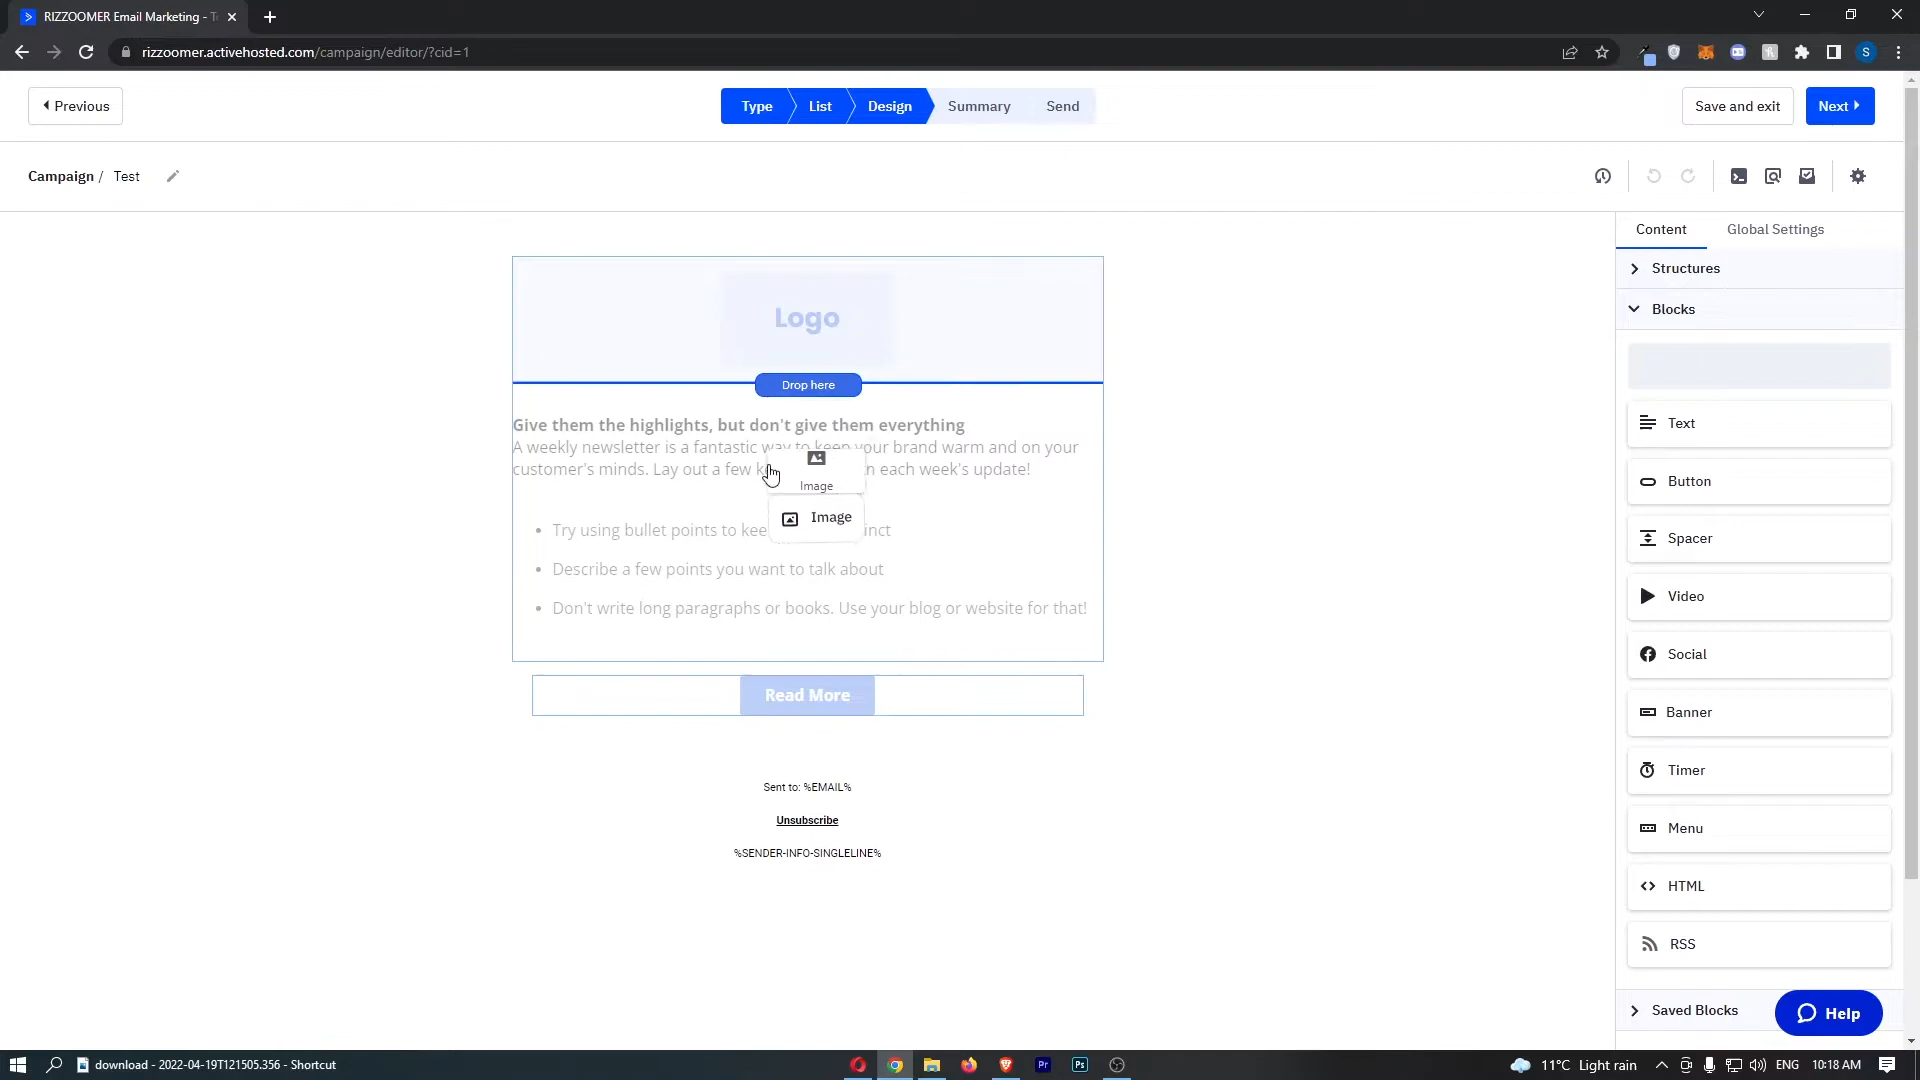 RIZZOOMER Email Marketing - T
rizzoomer.activehosted.com/campaign/editor/?cid=1
S
Previous
Type
List
Design
Summary
Send
Save and exit
Next
Campaign / Test
Content
Global Settings
Structures
Blocks
Logo
Drop here
Give them the highlights, but don't give them everything
A weekly newsletter is a fantastic way to keep your brand warm and on your
customer's minds. Lay out a few each week's update!
Image
Image
Try using bullet points to
Describe a few points you want to talk about
Don't write long paragraphs or books. Use your blog or website for that!
Read More
Sent to: %EMAIL%
Unsubscribe
%SENDER-INFO-SINGLELINE%
Text
Button
Spacer
Video
Social
Banner
Timer
Menu
HTML
RSS
Saved Blocks
Help
download - 2022-04-19T121505.356 - Shortcut
Pr
Ps
11°C Light rain
ENG
10:18 AM